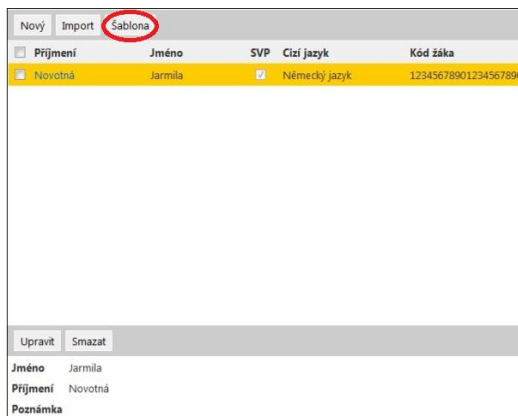 Nový Import Šablona
Příjmení Jméno SVP Cizí jazyk Kód žáka
Novotná Jarmila Německý jazyk 12345678901234567890
Upravit Smazat
Jméno Jarmila
Příjmení Novotná
Poznámka